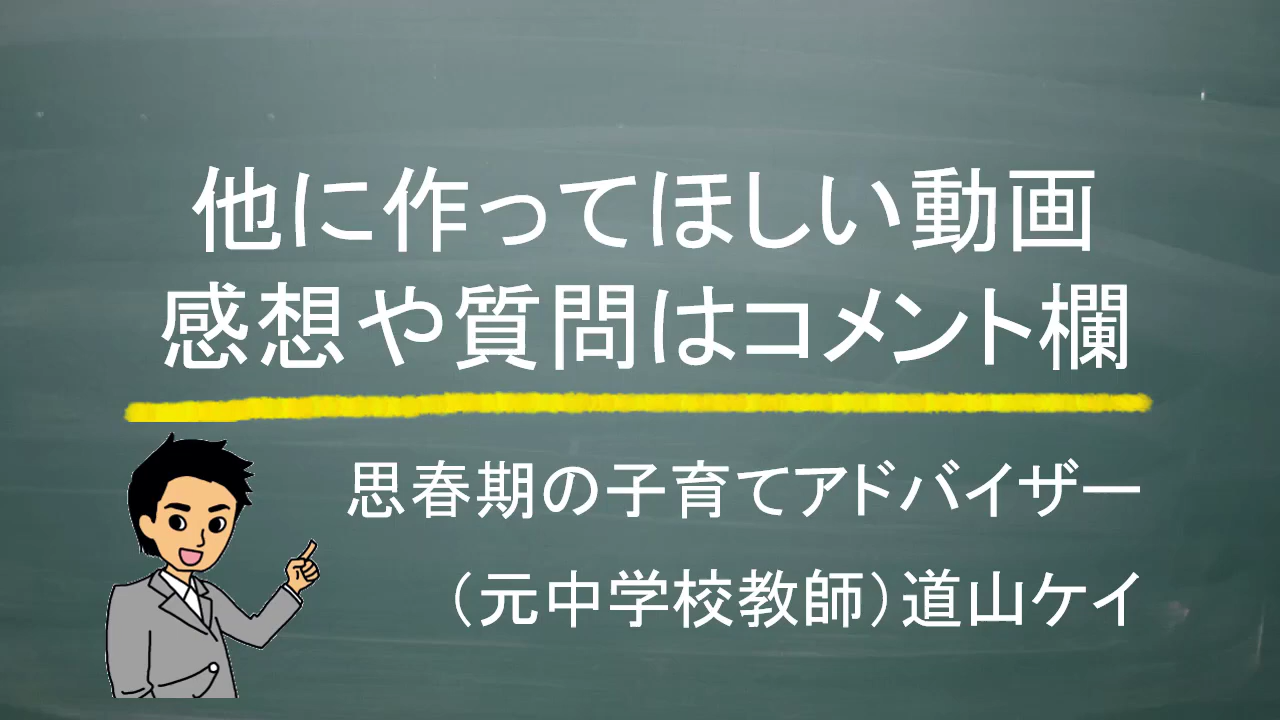 他に作ってほしい動画
感想や質問はコメント欄
思春期の子育てアドバイザー
（元中学校教師）道山ケイ